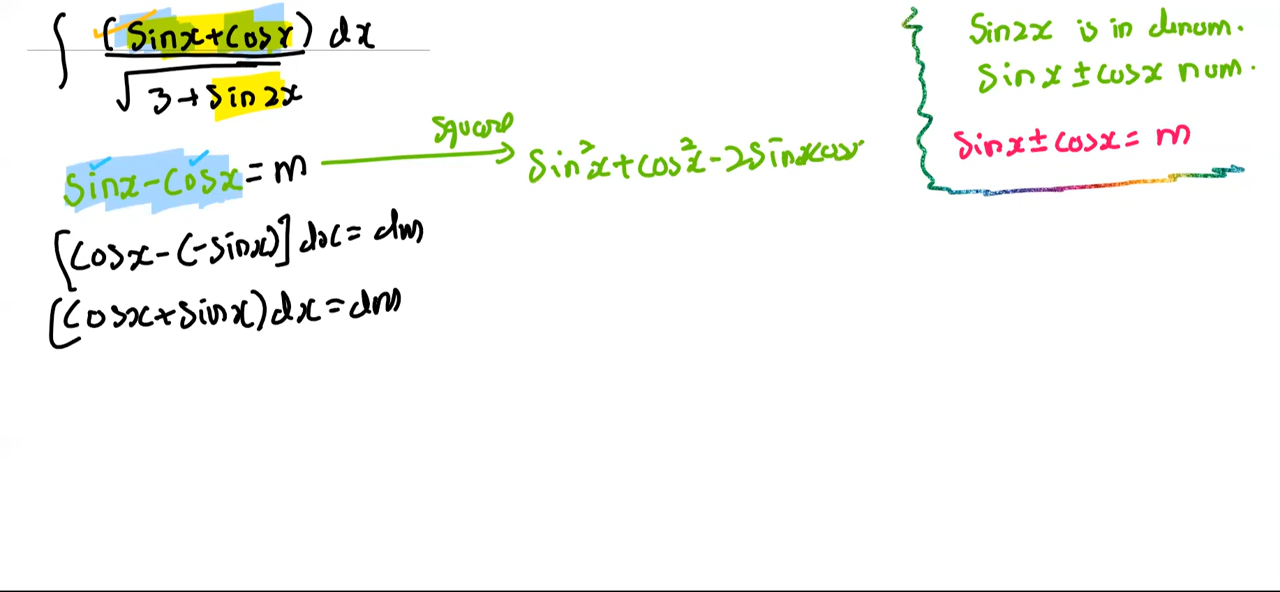 ∫ (sinx+cosx) dx / √3+sin2x
sinx-cosx = m
square
sin²x+cos²x-2sinxcosx
[cosx-(-sinx)]dx = dm
(cosx+sinx)dx = dm
sin2x is in denum.
sinx±cosx num.
sinx±cosx = m